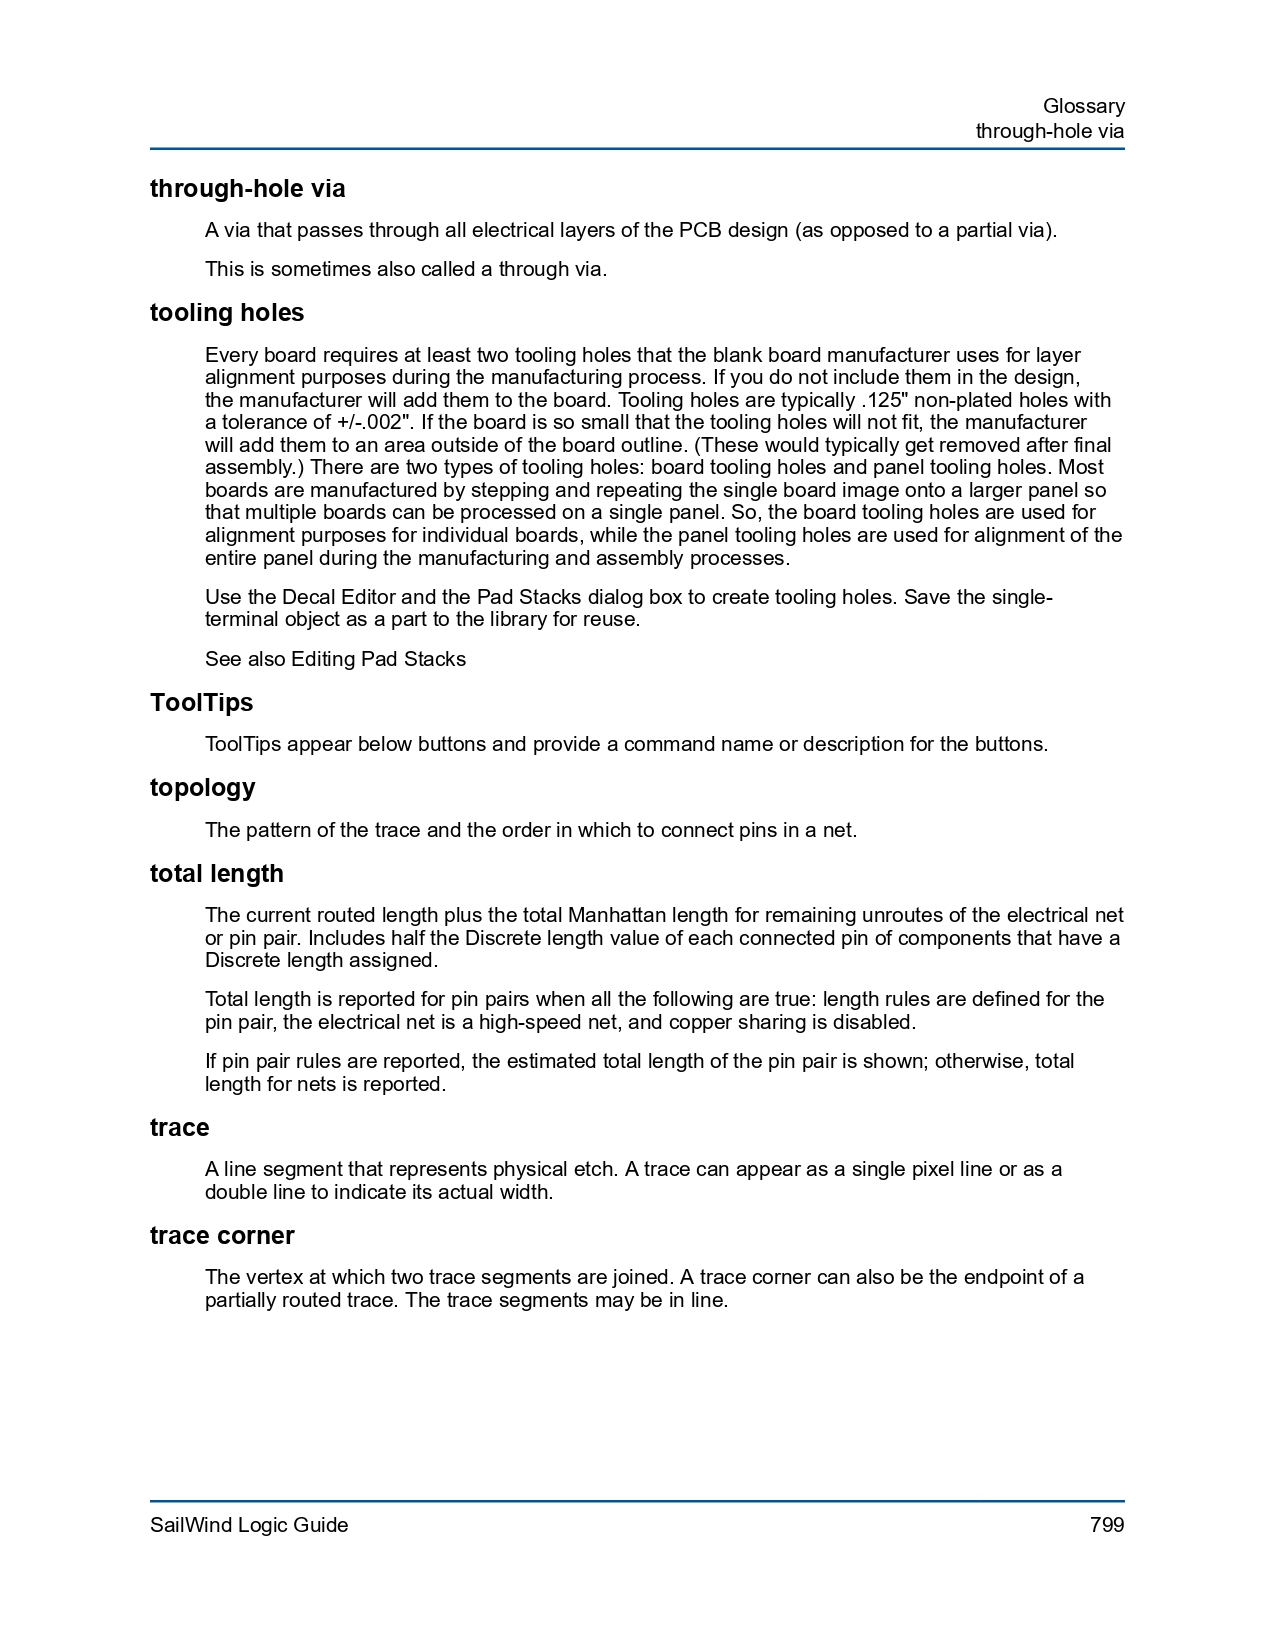 Glossary
through-hole via
through-hole via
A via that passes through all electrical layers of the PCB design (as opposed to a partial via).
This is sometimes also called a through via.
tooling holes
Every board requires at least two tooling holes that the blank board manufacturer uses for layer
alignment purposes during the manufacturing process. If you do not include them in the design,
the manufacturer will add them to the board. Tooling holes are typically .125" non-plated holes with
a tolerance of +/-.002". If the board is so small that the tooling holes will not fit, the manufacturer
will add them to an area outside of the board outline. (These would typically get removed after final
assembly.) There are two types of tooling holes: board tooling holes and panel tooling holes. Most
boards are manufactured by stepping and repeating the single board image onto a larger panel so
that multiple boards can be processed on a single panel. So, the board tooling holes are used for
alignment purposes for individual boards, while the panel tooling holes are used for alignment of the
entire panel during the manufacturing and assembly processes.
Use the Decal Editor and the Pad Stacks dialog box to create tooling holes. Save the single-
terminal object as a part to the library for reuse.
See also Editing Pad Stacks
ToolTips
ToolTips appear below buttons and provide a command name or description for the buttons.
topology
The pattern of the trace and the order in which to connect pins in a net.
total length
The current routed length plus the total Manhattan length for remaining unroutes of the electrical net
or pin pair. Includes half the Discrete length value of each connected pin of components that have a
Discrete length assigned.
Total length is reported for pin pairs when all the following are true: length rules are defined for the
pin pair, the electrical net is a high-speed net, and copper sharing is disabled.
If pin pair rules are reported, the estimated total length of the pin pair is shown; otherwise, total
length for nets is reported.
trace
A line segment that represents physical etch. A trace can appear as a single pixel line or as a
double line to indicate its actual width.
trace corner
The vertex at which two trace segments are joined. A trace corner can also be the endpoint of a
partially routed trace. The trace segments may be in line.
SailWind Logic Guide
799